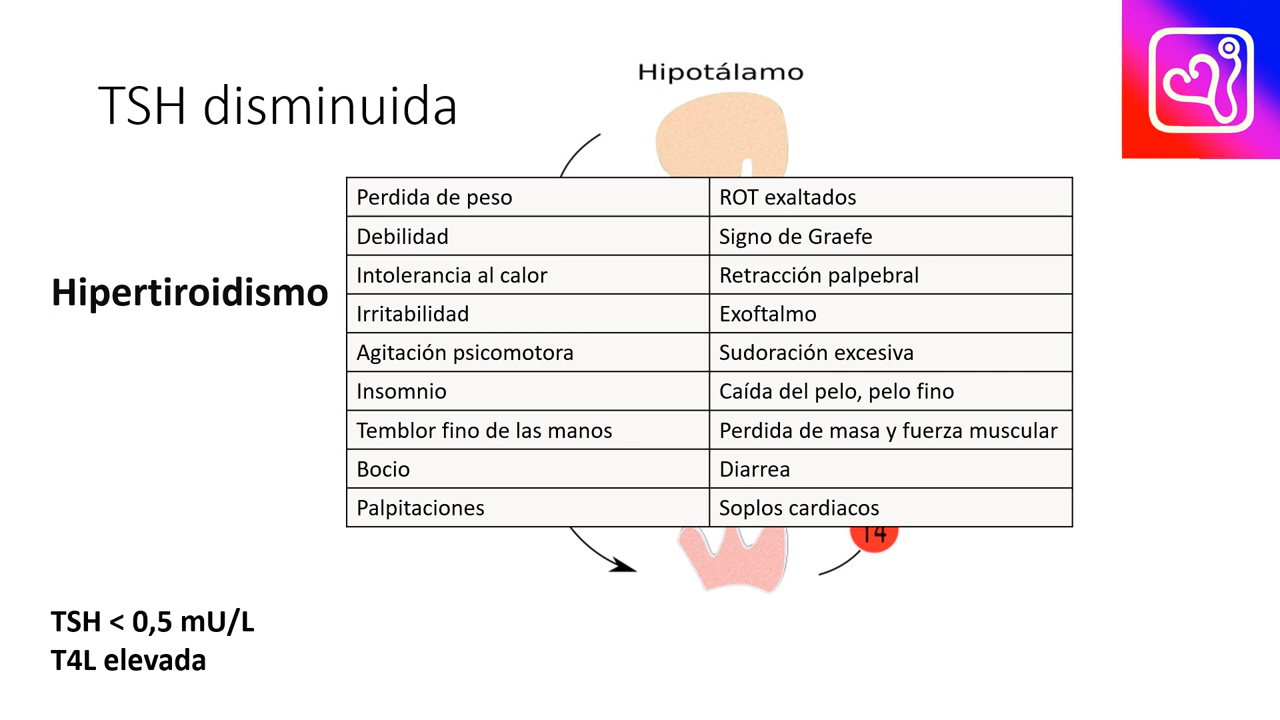 Hipotálamo
TSH disminuida
Perdida de peso
ROT exaltados
Debilidad
Signo de Graefe
Intolerancia al calor
Retracción palpebral
Hipertiroidismo
Irritabilidad
Exoftalmo
Agitación psicomotora
Sudoración excesiva
Insomnio
Caída del pelo, pelo fino
Temblor fino de las manos
Perdida de masa y fuerza muscular
Bocio
Diarrea
Palpitaciones
Soplos cardiacos
T4
TSH < 0,5 mU/L
T4L elevada